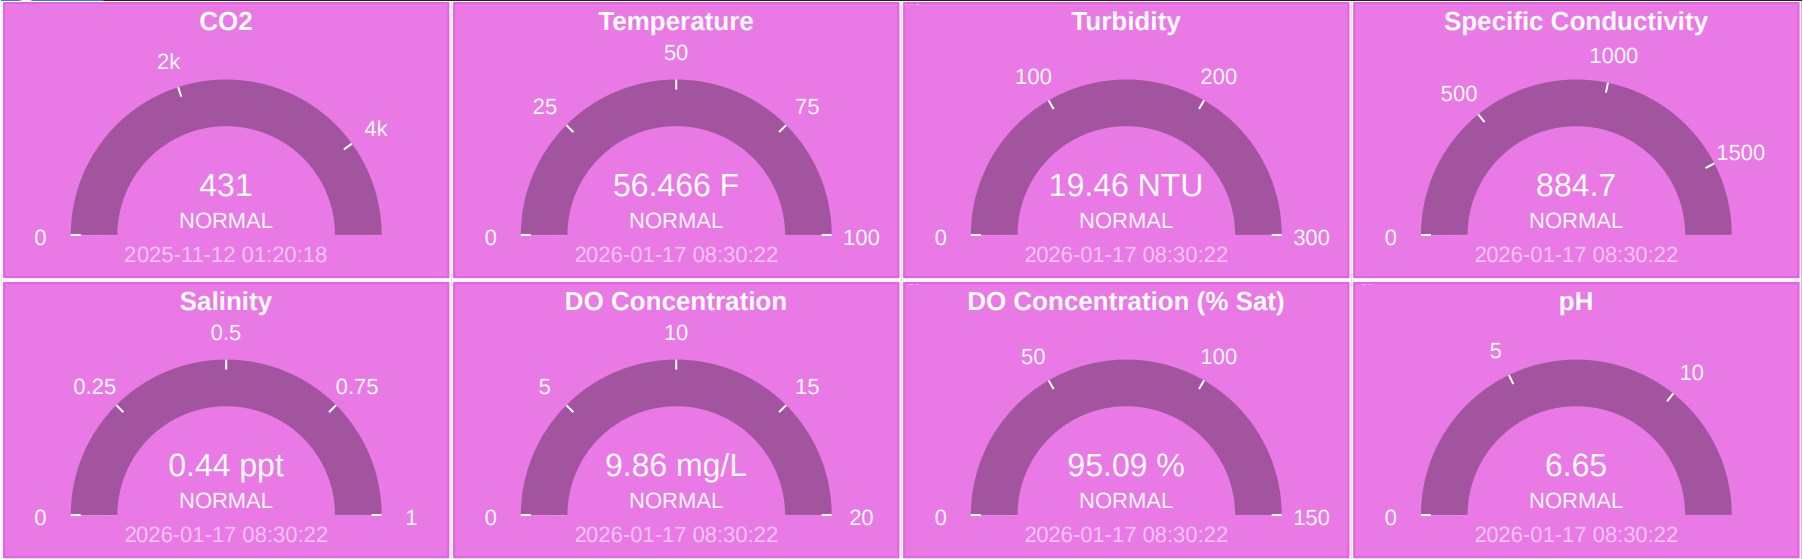 CO2
2k
4k
0
431
NORMAL
2025-11-12 01:20:18
Temperature
50
25
75
0
100
56.466 F
NORMAL
2026-01-17 08:30:22
Turbidity
100
200
0
300
19.46 NTU
NORMAL
2026-01-17 08:30:22
Specific Conductivity
1000
500
1500
0
884.7
NORMAL
2026-01-17 08:30:22
Salinity
0.5
0.25
0.75
0
1
0.44 ppt
NORMAL
2026-01-17 08:30:22
DO Concentration
10
5
15
0
20
9.86 mg/L
NORMAL
2026-01-17 08:30:22
DO Concentration (% Sat)
50
100
0
150
95.09 %
NORMAL
2026-01-17 08:30:22
pH
5
10
0
6.65
NORMAL
2026-01-17 08:30:22